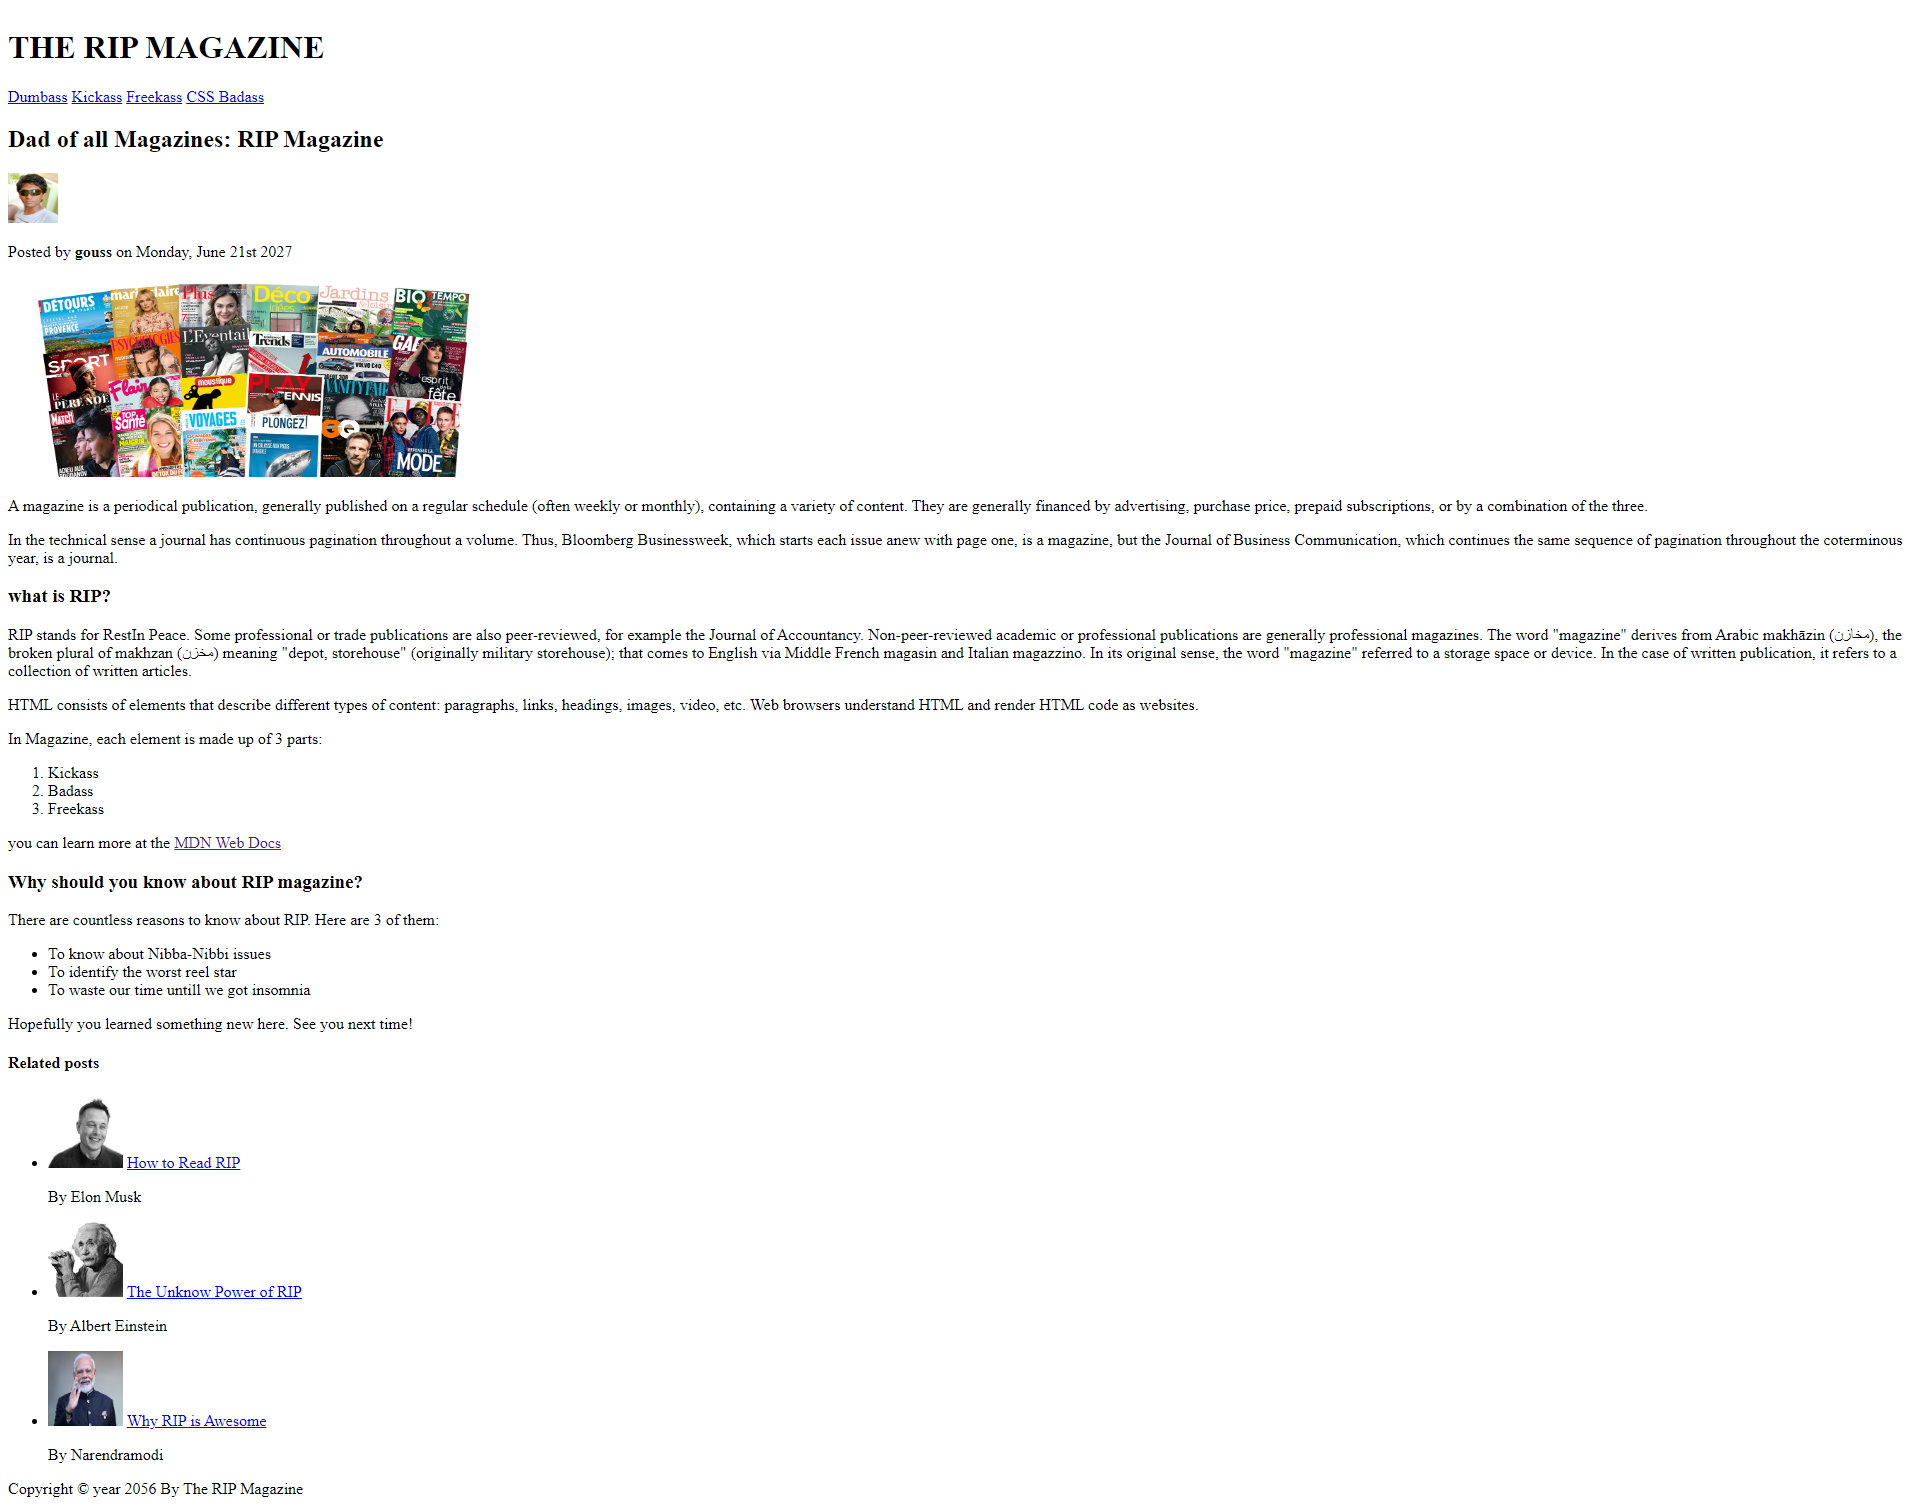 THE RIP MAGAZINE
Dumbass Kickass Freekass CSS Badass
Dad of all Magazines: RIP Magazine
Posted by gouss on Monday, June 21st 2027
DÉTOURS
PROVENCE
marie claire
Plus
Déco
idées
Jardins
BIO TEMPO
SPORT
LE PÈRE NOËL
PSYCHOLOGIES
L'Eventail
Trends
AUTOMOBILE
VOLVO C40
GAEL
esprit
fête
Flair
moustique
PLAY
TENNIS
VANITY FAIR
MATCH
TOP
Santé
MAIGRIR
VOYAGES
PLONGEZ!
GQ
ELLE
MODE
A magazine is a periodical publication, generally published on a regular schedule (often weekly or monthly), containing a variety of content. They are generally financed by advertising, purchase price, prepaid subscriptions, or by a combination of the three.
In the technical sense a journal has continuous pagination throughout a volume. Thus, Bloomberg Businessweek, which starts each issue anew with page one, is a magazine, but the Journal of Business Communication, which continues the same sequence of pagination throughout the coterminous
year, is a journal.
what is RIP?
RIP stands for RestIn Peace. Some professional or trade publications are also peer-reviewed, for example the Journal of Accountancy. Non-peer-reviewed academic or professional publications are generally professional magazines. The word "magazine" derives from Arabic makhāzin (مخازن), the
broken plural of makhzan (مخزن) meaning "depot, storehouse" (originally military storehouse); that comes to English via Middle French magasin and Italian magazzino. In its original sense, the word "magazine" referred to a storage space or device. In the case of written publication, it refers to a
collection of written articles.
HTML consists of elements that describe different types of content: paragraphs, links, headings, images, video, etc. Web browsers understand HTML and render HTML code as websites.
In Magazine, each element is made up of 3 parts:
1. Kickass
2. Badass
3. Freekass
you can learn more at the MDN Web Docs
Why should you know about RIP magazine?
There are countless reasons to know about RIP. Here are 3 of them:
• To know about Nibba-Nibbi issues
• To identify the worst reel star
• To waste our time untill we got insomnia
Hopefully you learned something new here. See you next time!
Related posts
• How to Read RIP
By Elon Musk
• The Unknow Power of RIP
By Albert Einstein
• Why RIP is Awesome
By Narendramodi
Copyright © year 2056 By The RIP Magazine